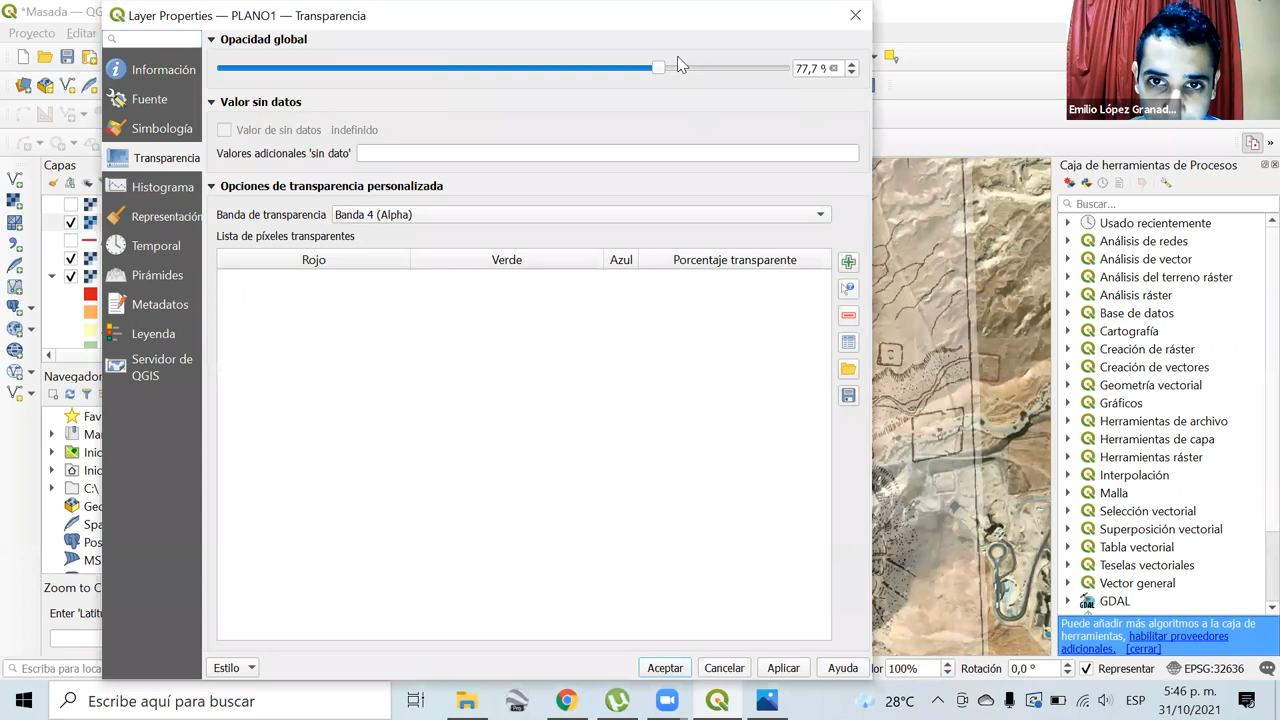 *Masada
Layer Properties — PLANO1 — Transparencia
Proyecto Editar
Opacidad global
77,7 %
Información
Fuente
Simbología
Transparencia
Histograma
Representación
Temporal
Pirámides
Metadatos
Leyenda
Servidor de
QGIS
Valor sin datos
Valor de sin datos indefinido
Valores adicionales 'sin dato'
Opciones de transparencia personalizada
Banda de transparencia Banda 4 (Alpha)
Lista de píxeles transparentes
Rojo Verde Azul Porcentaje transparente
Estilo Aceptar Cancelar Aplicar Ayuda
Capas
Navegador
Fav
Mar
Inic
Inic
C:\
Geo
Spa
Pos
MS
Zoom to C
Enter 'Latitu
Escriba para loca
Emilio López Granad...
Caja de herramientas de Procesos
Buscar...
Usado recientemente
Análisis de redes
Análisis de vector
Análisis del terreno ráster
Análisis ráster
Base de datos
Cartografía
Creación de ráster
Creación de vectores
Geometría vectorial
Gráficos
Herramientas de archivo
Herramientas de capa
Herramientas ráster
Interpolación
Malla
Selección vectorial
Superposición vectorial
Tabla vectorial
Teselas vectoriales
Vector general
GDAL
Puede añadir más algoritmos a la caja de
herramientas, habilitar proveedores
adicionales. [cerrar]
dor 100% Rotación 0,0 ° Representar EPSG:32636
Escribe aquí para buscar
Pro
28°C
ESP
5:46 p. m.
31/10/2021